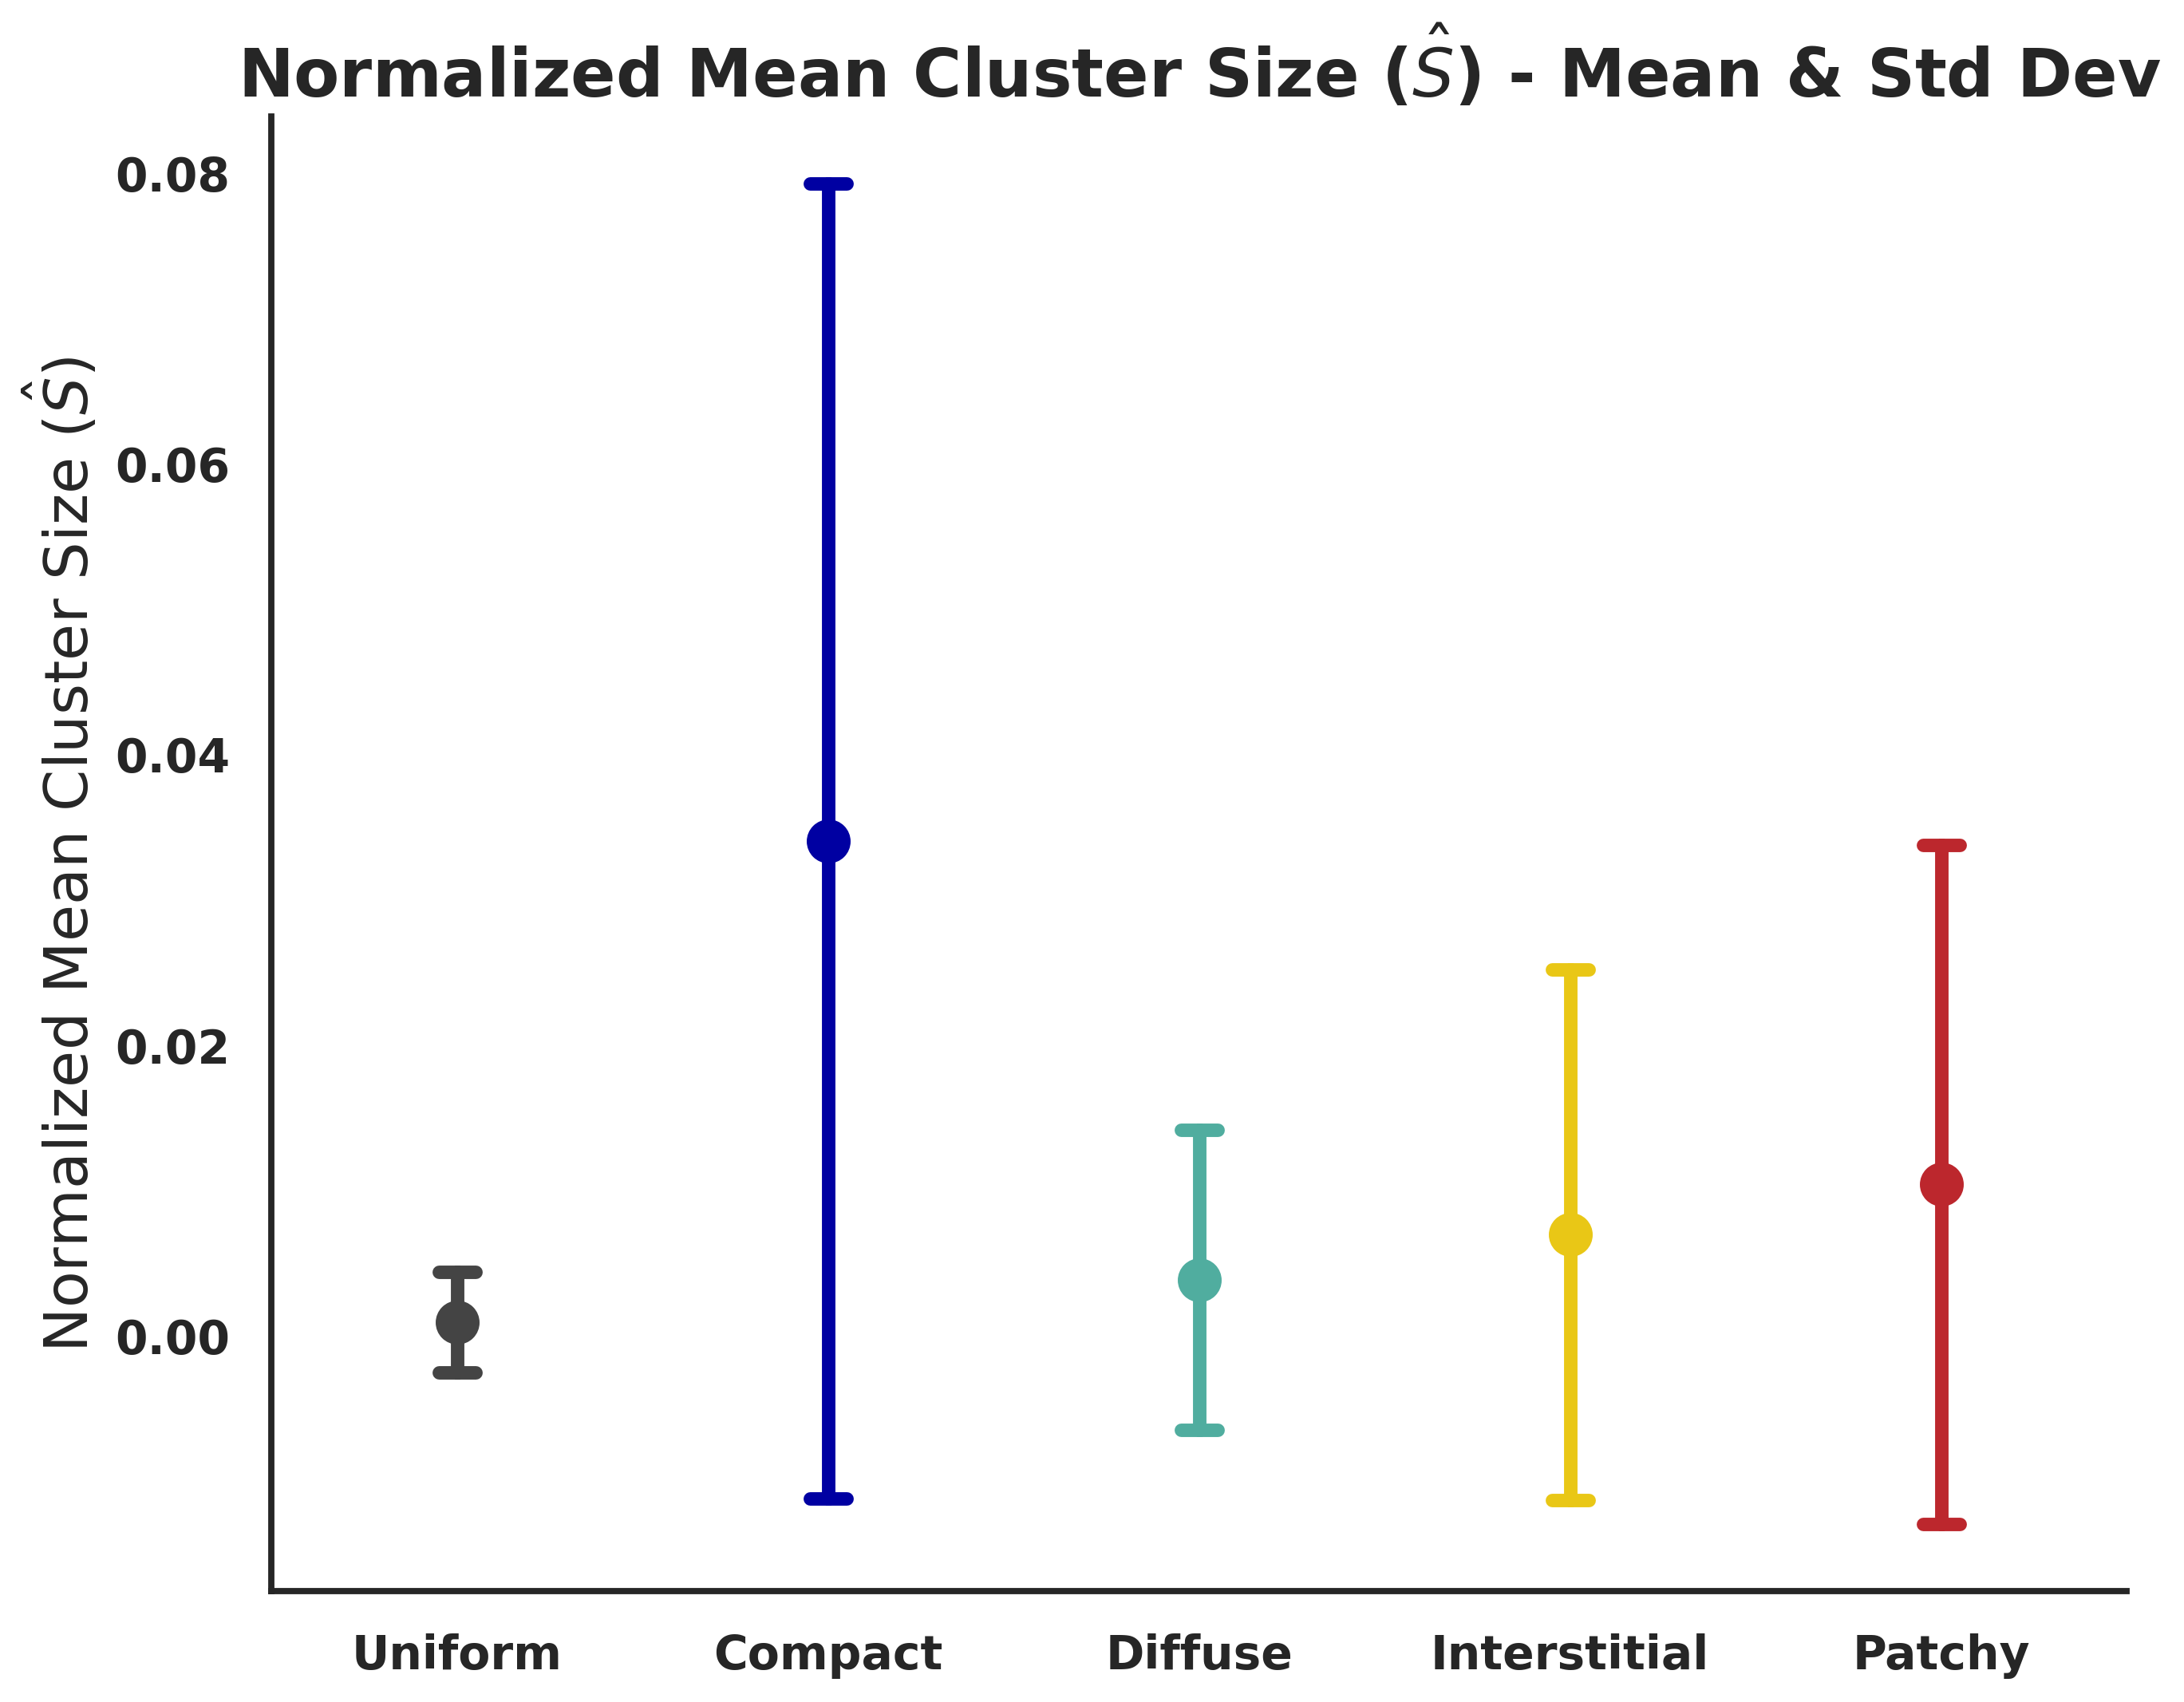 Normalized Mean Cluster Size (Ŝ) - Mean & Std Dev
Normalized Mean Cluster Size (Ŝ)
0.08
0.06
0.04
0.02
0.00
Uniform Compact Diffuse Interstitial Patchy